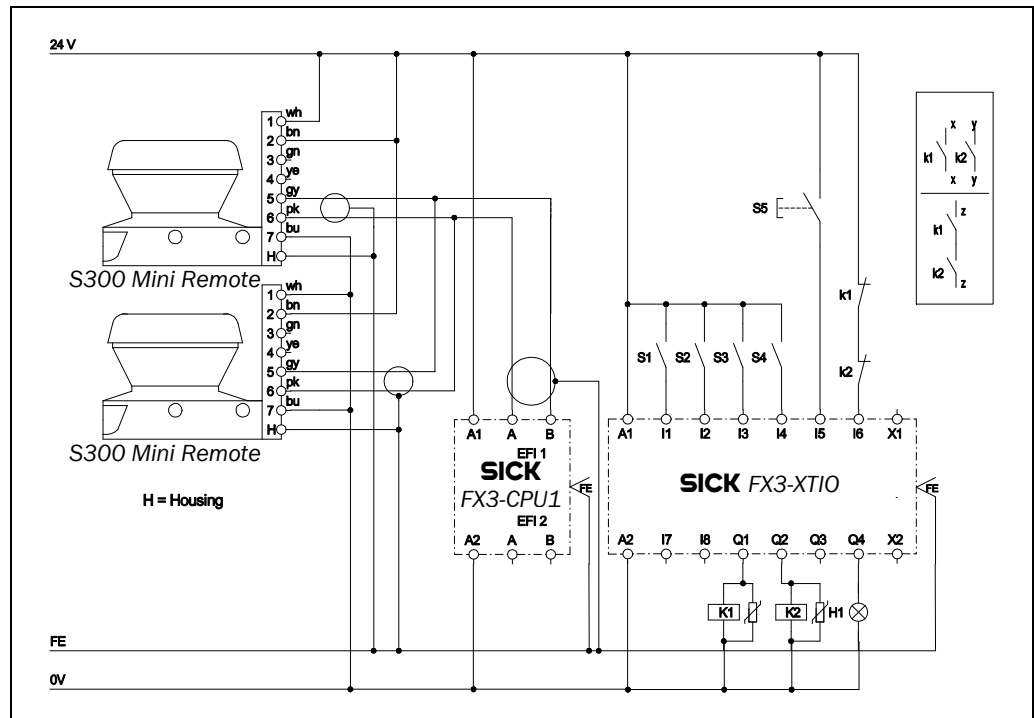 24 V
wh
1
bn
2
gn
3
ye
4
gy
5
pk
6
bu
7
H
S300 Mini Remote
wh
1
bn
2
gn
3
ye
4
gy
5
pk
6
bu
7
H
S300 Mini Remote
H = Housing
x y
k1 k2
x y
z
k1
k2
z
S5
k1
k2
S1 S2 S3 S4
A1 A B
EFI 1
SICK
FX3-CPU1
FE
EFI 2
A2 A B
A1 I1 I2 I3 I4 I5 I6 X1
SICK FX3-XTIO
FE
A2 I7 I8 Q1 Q2 Q3 Q4 X2
K1 K2 H1
FE
0V